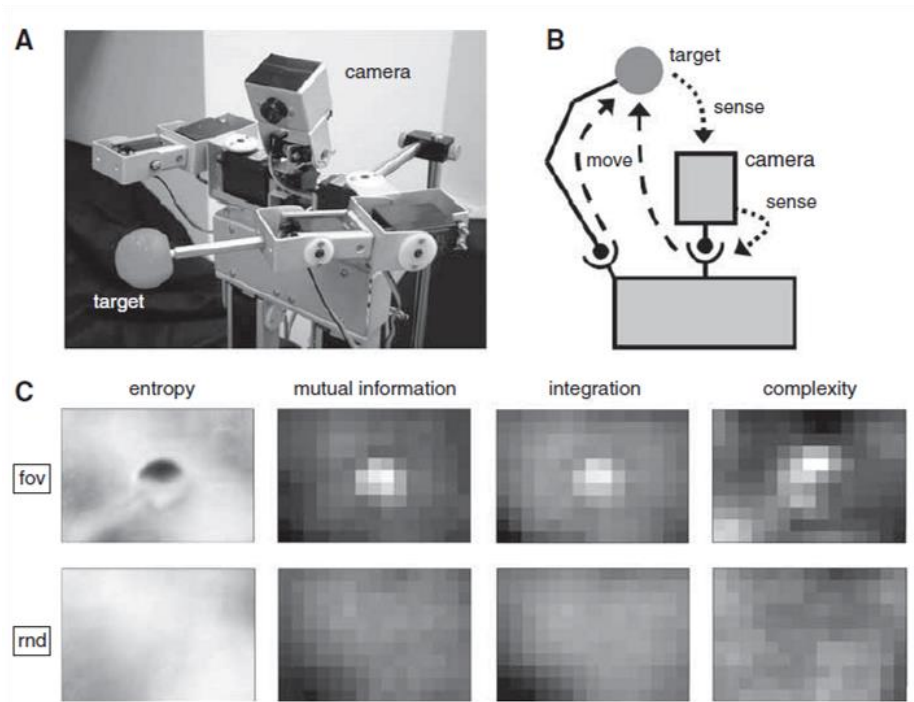 A
camera
target
B
target
sense
move
camera
sense
C
entropy mutual information integration complexity
fov
rnd